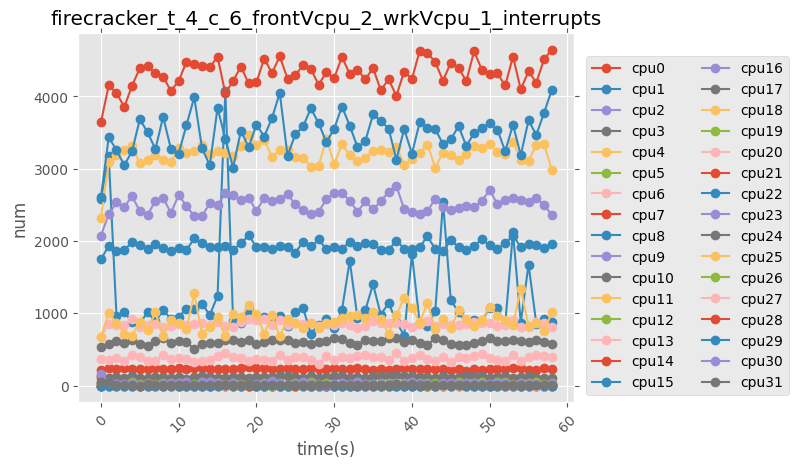 firecracker_t_4_c_6_frontVcpu_2_wrkVcpu_1_interrupts
num
4000
3000
2000
1000
0
0
10
20
30
40
50
60
time(s)
cpu0
cpu1
cpu2
cpu3
cpu4
cpu5
cpu6
cpu7
cpu8
cpu9
cpu10
cpu11
cpu12
cpu13
cpu14
cpu15
cpu16
cpu17
cpu18
cpu19
cpu20
cpu21
cpu22
cpu23
cpu24
cpu25
cpu26
cpu27
cpu28
cpu29
cpu30
cpu31